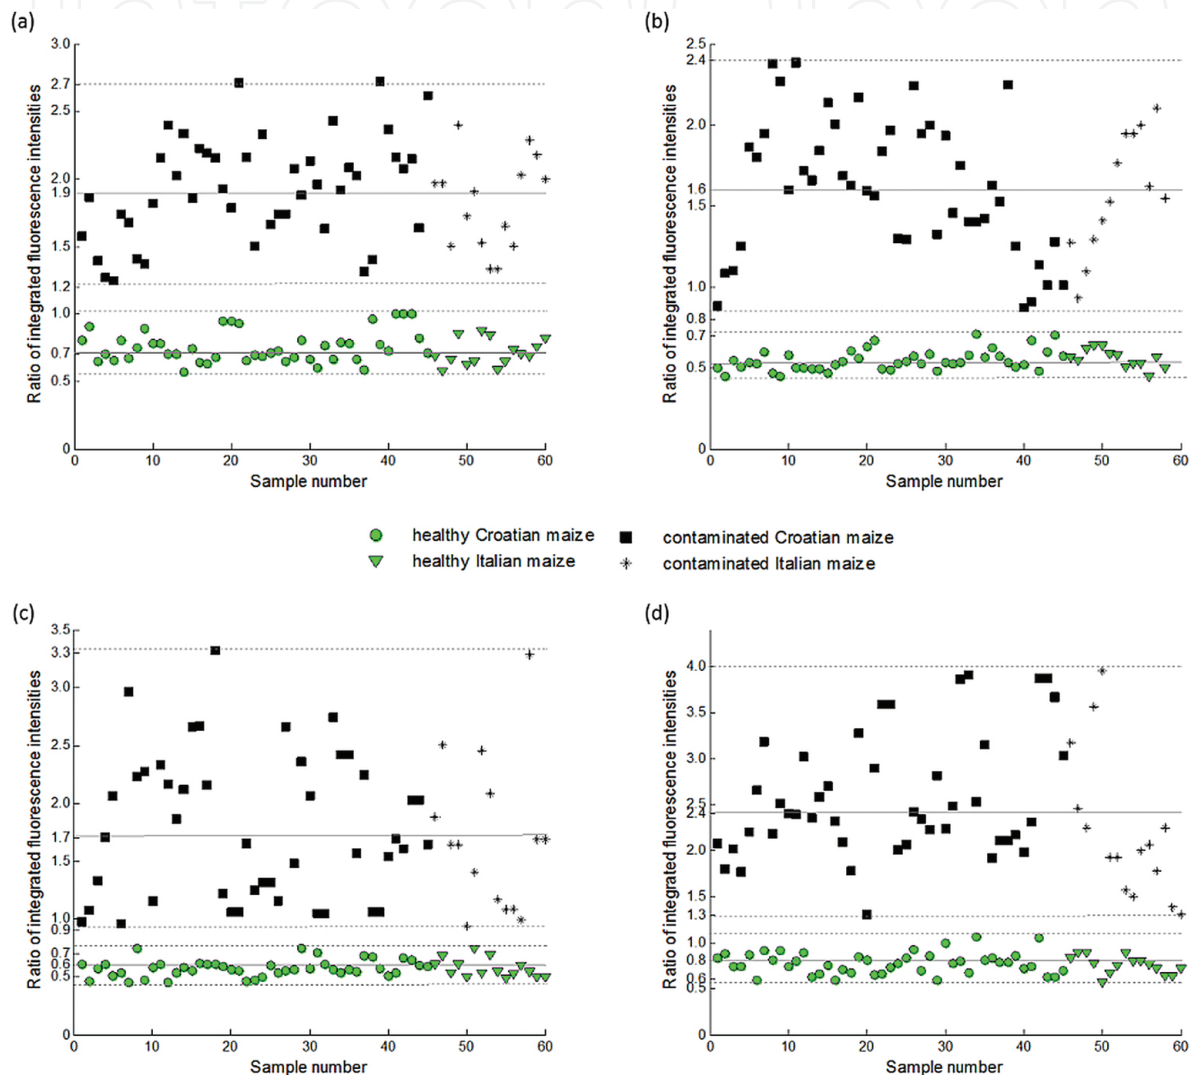 (a)
Ratio of integrated fluorescence intensities
3.0
2.7
2.5
2.0
1.9
1.5
1.2
1.0
0.7
0.5
0
0 10 20 30 40 50 60
Sample number
(b)
Ratio of integrated fluorescence intensities
2.5
2.4
2.0
1.6
1.5
1.0
0.8
0.7
0.5
0
0 10 20 30 40 50 60
Sample number
healthy Croatian maize
contaminated Croatian maize
healthy Italian maize
contaminated Italian maize
(c)
Ratio of integrated fluorescence intensities
3.5
3.3
3.0
2.5
2.0
1.7
1.5
1.0
0.9
0.7
0.6
0.5
0
0 10 20 30 40 50 60
Sample number
(d)
Ratio of integrated fluorescence intensities
4.0
3.5
3.0
2.5
2.4
2.0
1.5
1.3
1.0
0.8
0.6
0.5
0
0 10 20 30 40 50 60
Sample number